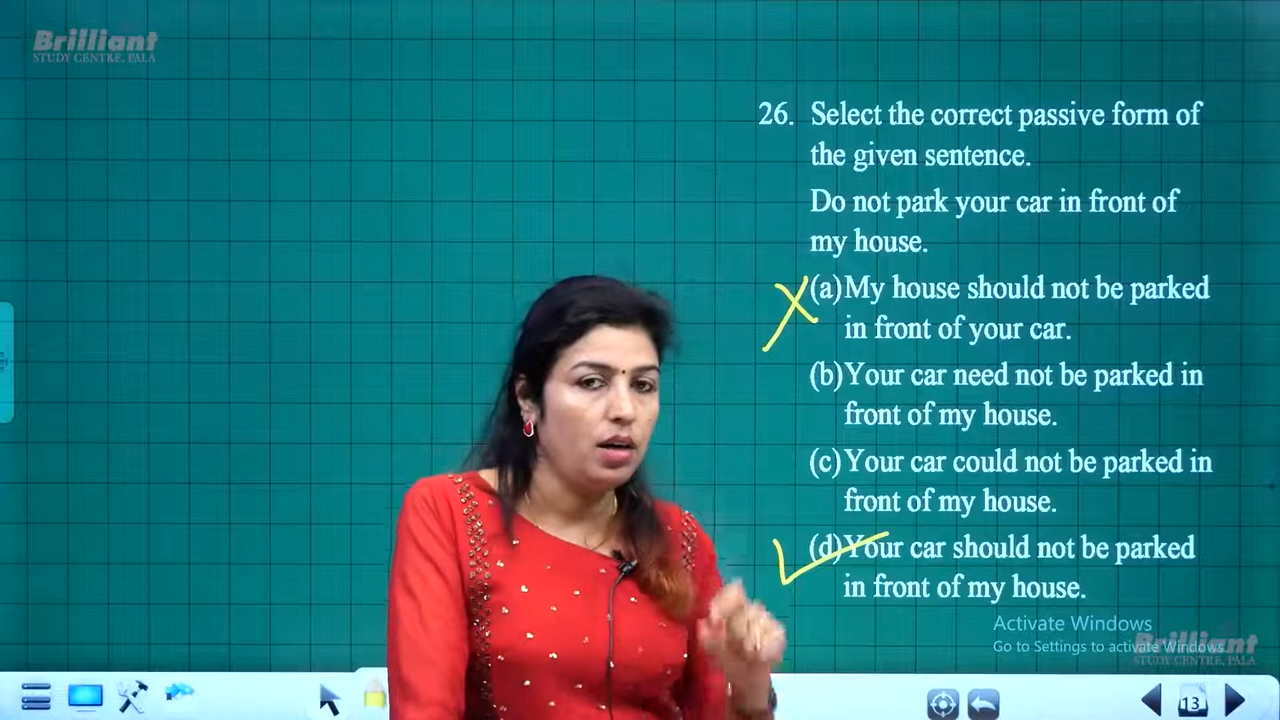 Brilliant
STUDY CENTRE, PALA
26. Select the correct passive form of
the given sentence.
Do not park your car in front of
my house.
(a) My house should not be parked
in front of your car.
(b) Your car need not be parked in
front of my house.
(c) Your car could not be parked in
front of my house.
(d) Your car should not be parked
in front of my house.
Activate Windows
Go to Settings to activate Windows.
Brilliant
STUDY CENTRE, PALA
13